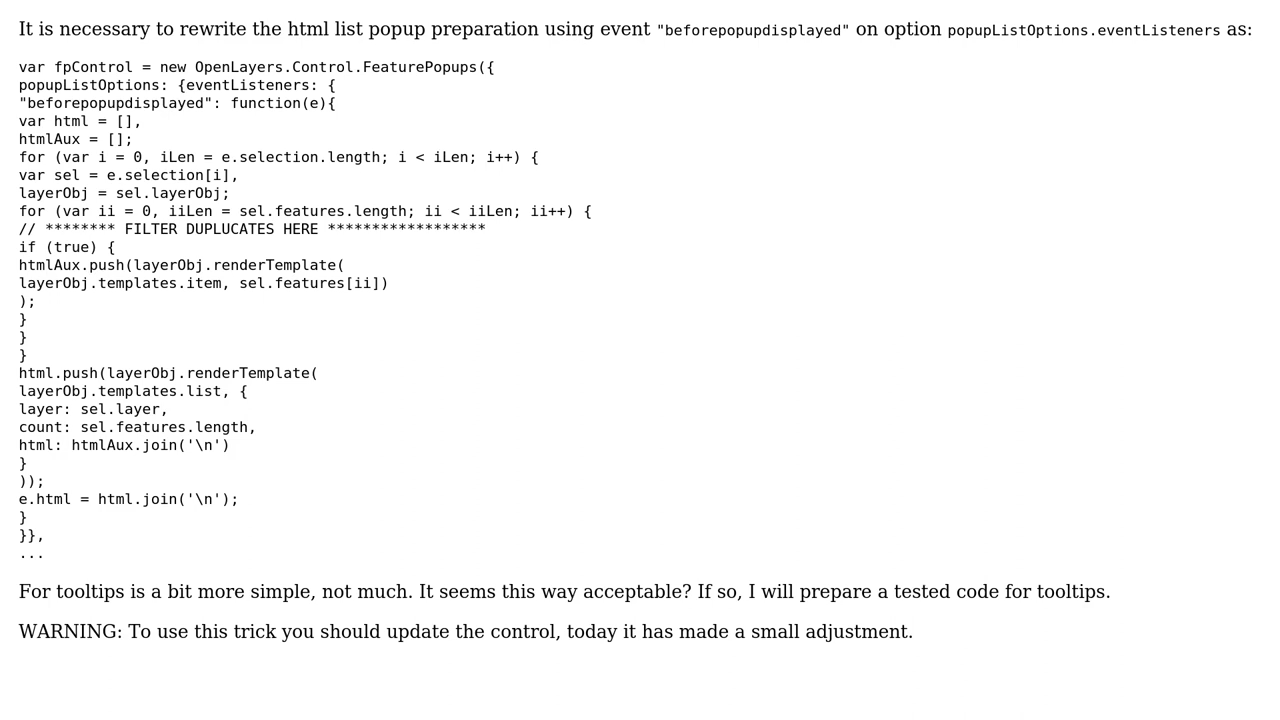 It is necessary to rewrite the html list popup preparation using event "beforepopupdisplayed" on option popupListOptions.eventListeners as:
var fpControl = new OpenLayers.Control.FeaturePopups({
popupListOptions: {eventListeners: {
"beforepopupdisplayed": function(e){
var html = [],
htmlAux = [];
for (var i = 0, iLen = e.selection.length; i < iLen; i++) {
var sel = e.selection[i],
layerObj = sel.layerObj;
for (var ii = 0, iiLen = sel.features.length; ii < iiLen; ii++) {
// ******** FILTER DUPLUCATES HERE ******************
if (true) {
htmlAux.push(layerObj.renderTemplate(
layerObj.templates.item, sel.features[ii])
);
}
}
}
html.push(layerObj.renderTemplate(
layerObj.templates.list, {
layer: sel.layer,
count: sel.features.length,
html: htmlAux.join('\n')
}
));
e.html = html.join('\n');
}
}},
...
For tooltips is a bit more simple, not much. It seems this way acceptable? If so, I will prepare a tested code for tooltips.
WARNING: To use this trick you should update the control, today it has made a small adjustment.